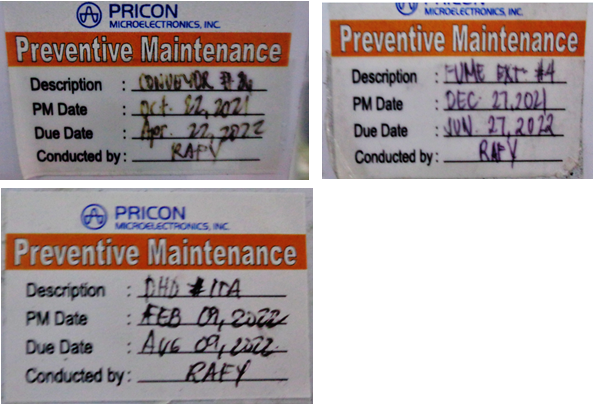 PRICON
MICROELECTRONICS, INC.
Preventive Maintenance
Description : CONVEYOR #
PM Date : Oct. 22, 2021
Due Date : Apr. 22, 2022
Conducted by : RAFY
MICROELECTRONICS, INC.
Preventive Maintenance
Description : FUME EXT #4
PM Date : DEC. 27, 2021
Due Date : JUN. 27, 2022
Conducted by : RAFY
PRICON
MICROELECTRONICS, INC.
Preventive Maintenance
Description : DHD #
PM Date : FEB 09, 2022
Due Date : AUG 09, 2022
Conducted by : RAFY